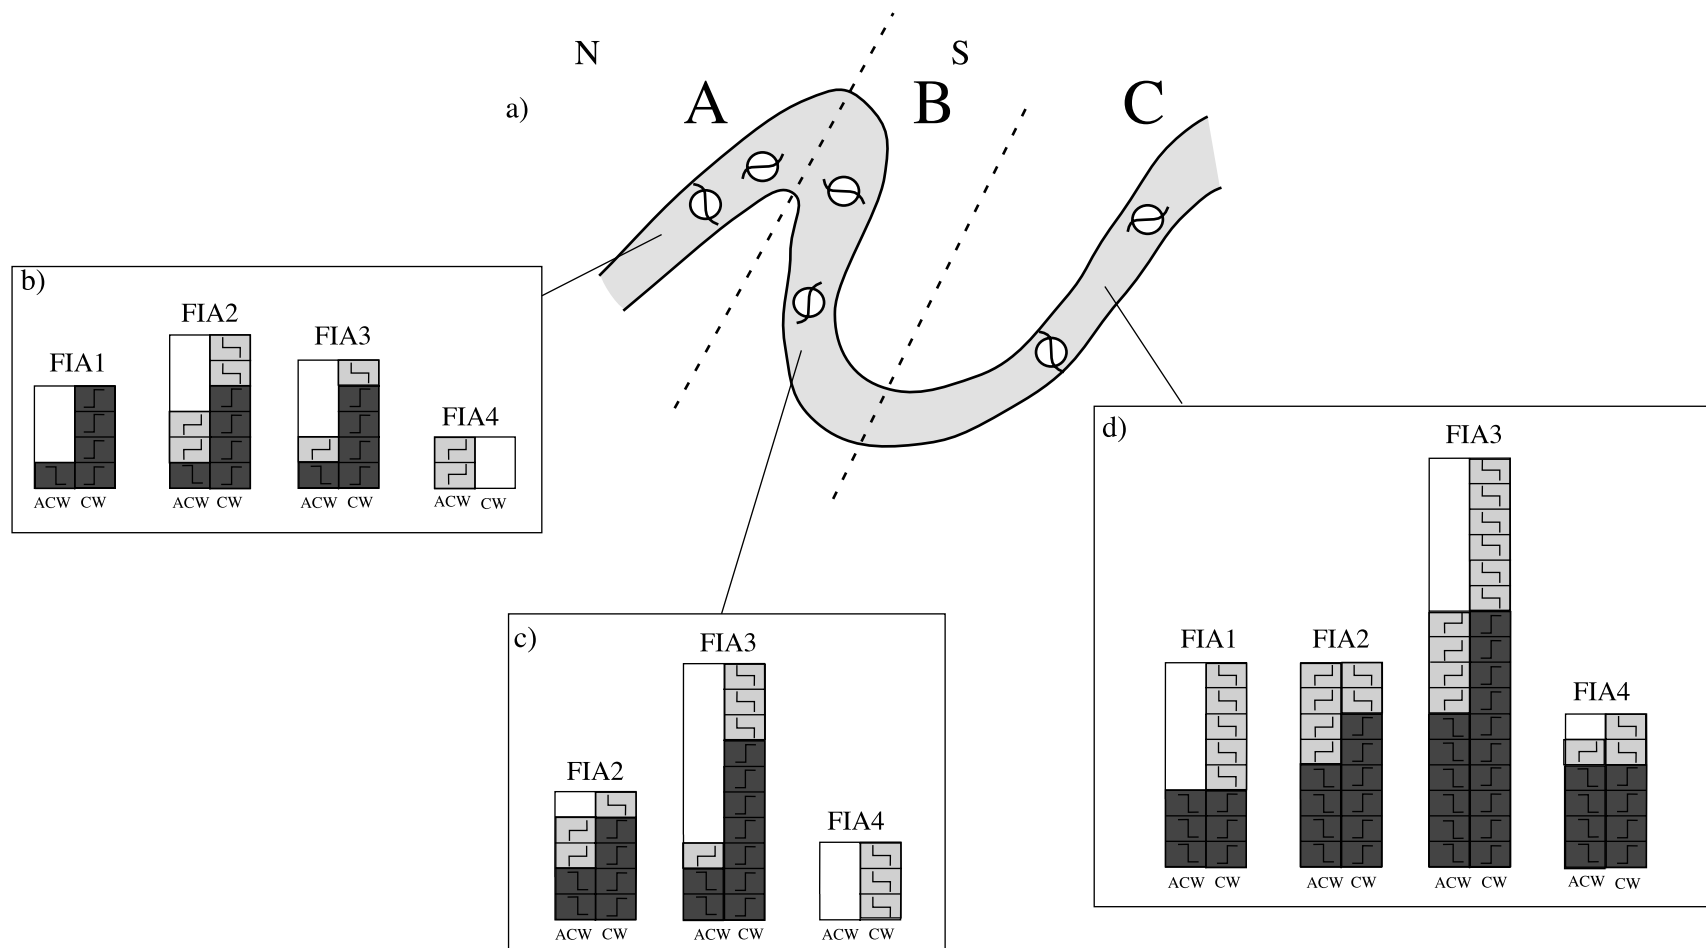 N
S
a)
A
B
C
b)
FIA1
FIA2
FIA3
FIA4
ACW CW
ACW CW
ACW CW
ACW CW
c)
FIA2
FIA3
FIA4
ACW CW
ACW CW
ACW CW
d)
FIA1
FIA2
FIA3
FIA4
ACW CW
ACW CW
ACW CW
ACW CW